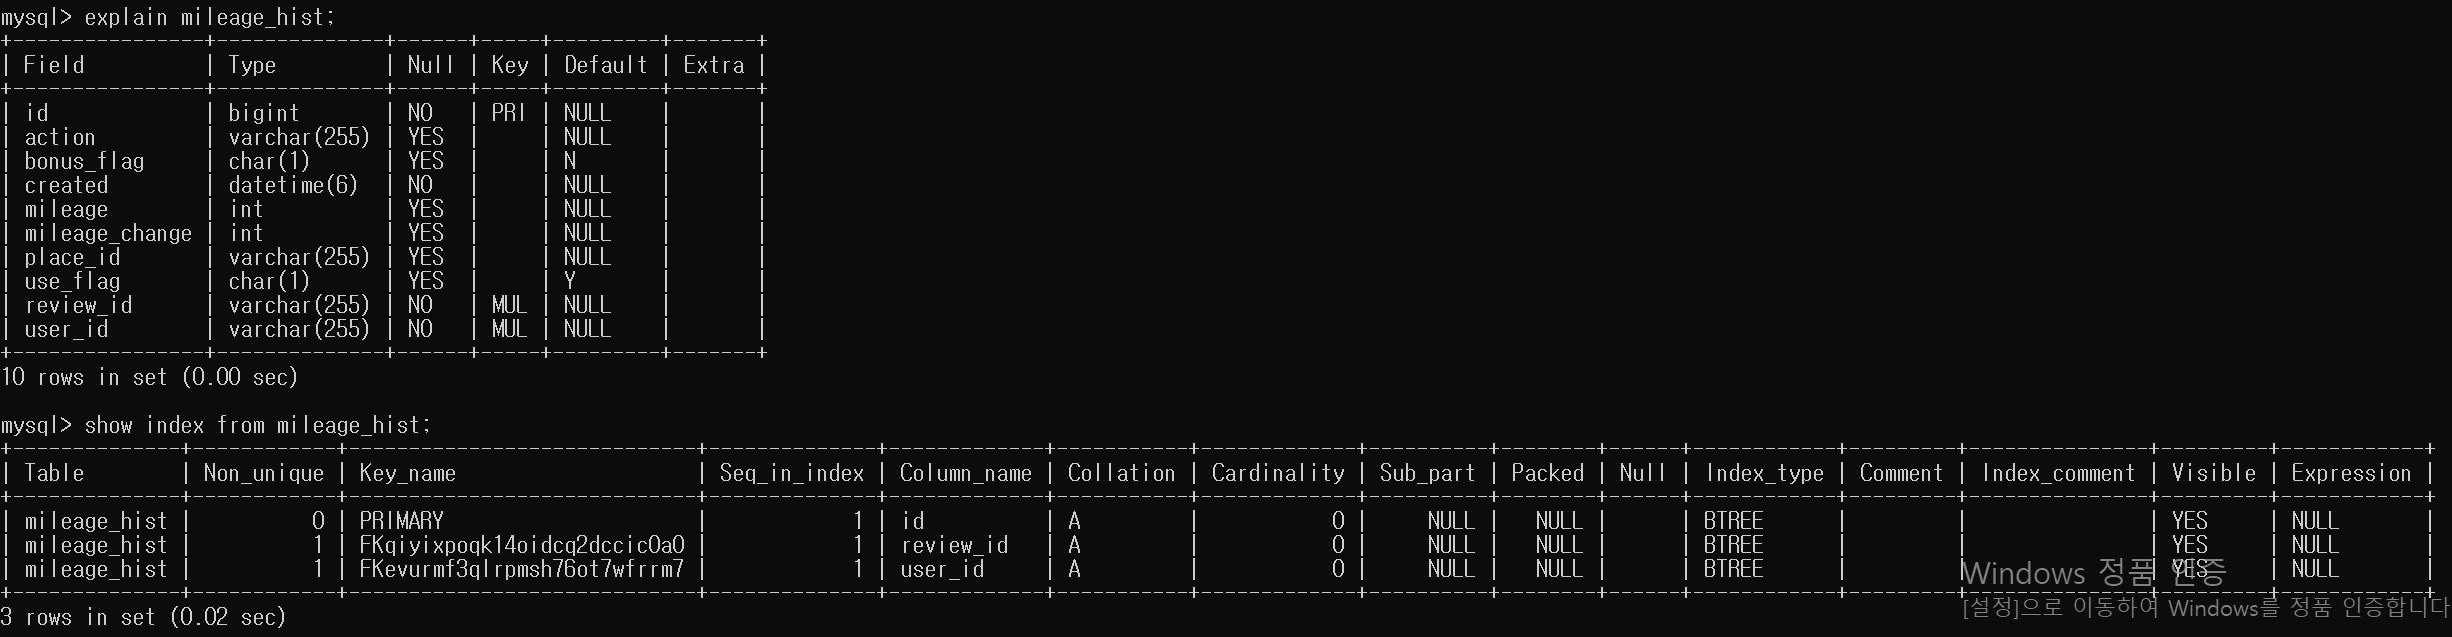 mysql> explain mileage_hist;
+----------------+--------------+------+-----+---------+-------+
| Field          | Type         | Null | Key | Default | Extra |
+----------------+--------------+------+-----+---------+-------+
| id             | bigint       | NO   | PRI | NULL    |       |
| action         | varchar(255) | YES  |     | NULL    |       |
| bonus_flag     | char(1)      | YES  |     | N       |       |
| created        | datetime(6)  | NO   |     | NULL    |       |
| mileage        | int          | YES  |     | NULL    |       |
| mileage_change | int          | YES  |     | NULL    |       |
| place_id       | varchar(255) | YES  |     | NULL    |       |
| use_flag       | char(1)      | YES  |     | Y       |       |
| review_id      | varchar(255) | NO   | MUL | NULL    |       |
| user_id        | varchar(255) | NO   | MUL | NULL    |       |
+----------------+--------------+------+-----+---------+-------+
10 rows in set (0.00 sec)
mysql> show index from mileage_hist;
+--------------+------------+-----------------------------+--------------+-------------+-----------+-------------+----------+--------+------+------------+---------+---------------+---------+------------+
| Table        | Non_unique | Key_name                    | Seq_in_index | Column_name | Collation | Cardinality | Sub_part | Packed | Null | Index_type | Comment | Index_comment | Visible | Expression |
+--------------+------------+-----------------------------+--------------+-------------+-----------+-------------+----------+--------+------+------------+---------+---------------+---------+------------+
| mileage_hist |          0 | PRIMARY                     |            1 | id          | A         |           0 |     NULL |   NULL |      | BTREE      |         |               | YES     | NULL       |
| mileage_hist |          1 | FKqiyixpoqk14oidcq2dccic0a0 |            1 | review_id   | A         |           0 |     NULL |   NULL |      | BTREE      |         |               | YES     | NULL       |
| mileage_hist |          1 | FKevurmf3qlrpmsh76ot7wfrrm7 |            1 | user_id     | A         |           0 |     NULL |   NULL |      | BTREE      |         |               | YES     | NULL       |
+--------------+------------+-----------------------------+--------------+-------------+-----------+-------------+----------+--------+------+------------+---------+---------------+---------+------------+
3 rows in set (0.02 sec)
Windows 정품 인증
[설정]으로 이동하여 Windows를 정품 인증합니다